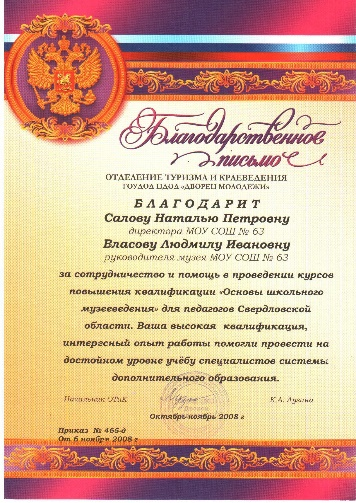 Благодарственное
письмо
ОТДЕЛЕНИЕ ТУРИЗМА И КРАЕВЕДЕНИЯ
ГОУДОД ЦДОД «ДВОРЕЦ МОЛОДЕЖИ»
БЛАГОДАРИТ
Салову Наталью Петровну
директора МОУ СОШ № 63
Власову Людмилу Ивановну
руководителя музея МОУ СОШ № 63
за сотрудничество и помощь в проведении курсов
повышения квалификации «Основы школьного
музееведения» для педагогов Свердловской
области. Ваша высокая квалификация,
интересный опыт работы помогли провести на
достойном уровне учёбу специалистов системы
дополнительного образования.
Начальник ОТиК К.А.
Октябрь-ноябрь 2008 г
Приказ № 466-д
От 6 ноября 2008 г